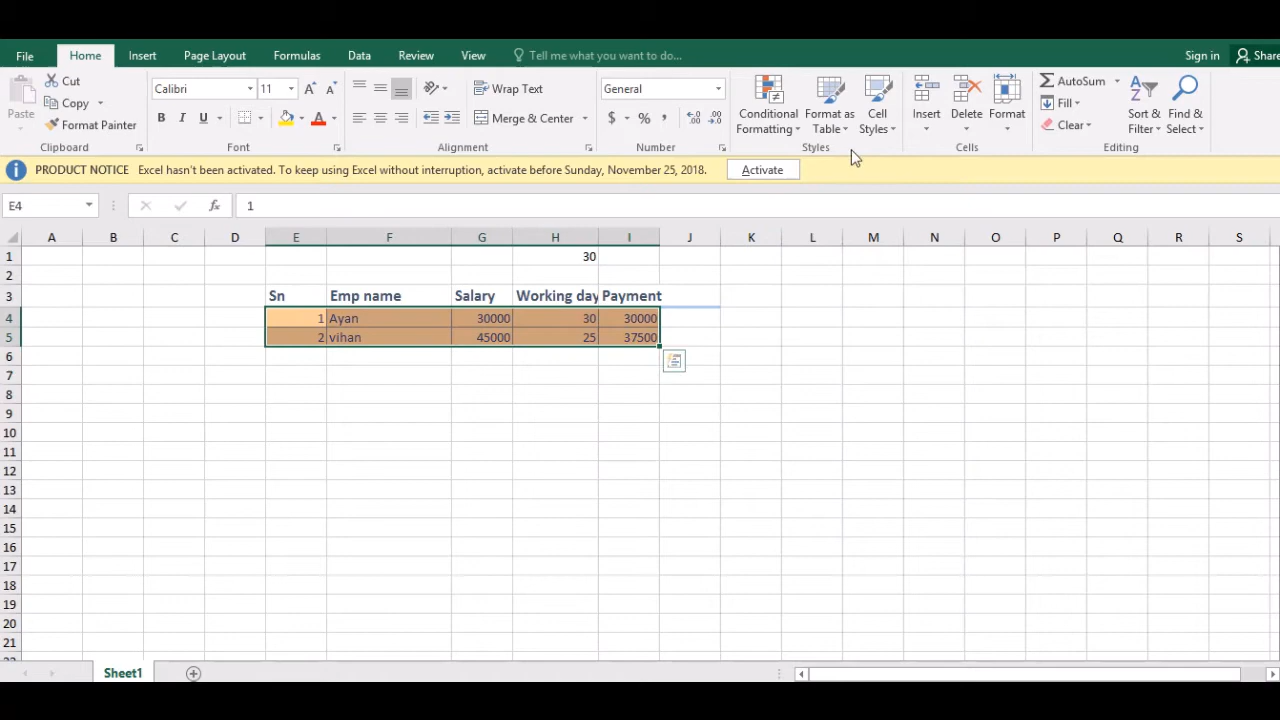 File Home Insert Page Layout Formulas Data Review View Tell me what you want to do... Sign in Share
Paste Cut Copy Format Painter Clipboard
Calibri 11 B I U Font
Wrap Text Merge & Center Alignment
General $ % , Number
Conditional Formatting Format as Table Cell Styles Styles
Insert Delete Format Cells
AutoSum Fill Clear Sort & Filter Find & Select Editing
PRODUCT NOTICE Excel hasn't been activated. To keep using Excel without interruption, activate before Sunday, November 25, 2018. Activate
E4 fx 1
A B C D E F G H I J K L M N O P Q R S
1 30
2
3 Sn Emp name Salary Working day Payment
4 1 Ayan 30000 30 30000
5 2 vihan 45000 25 37500
6
7
8
9
10
11
12
13
14
15
16
17
18
19
20
21
Sheet1